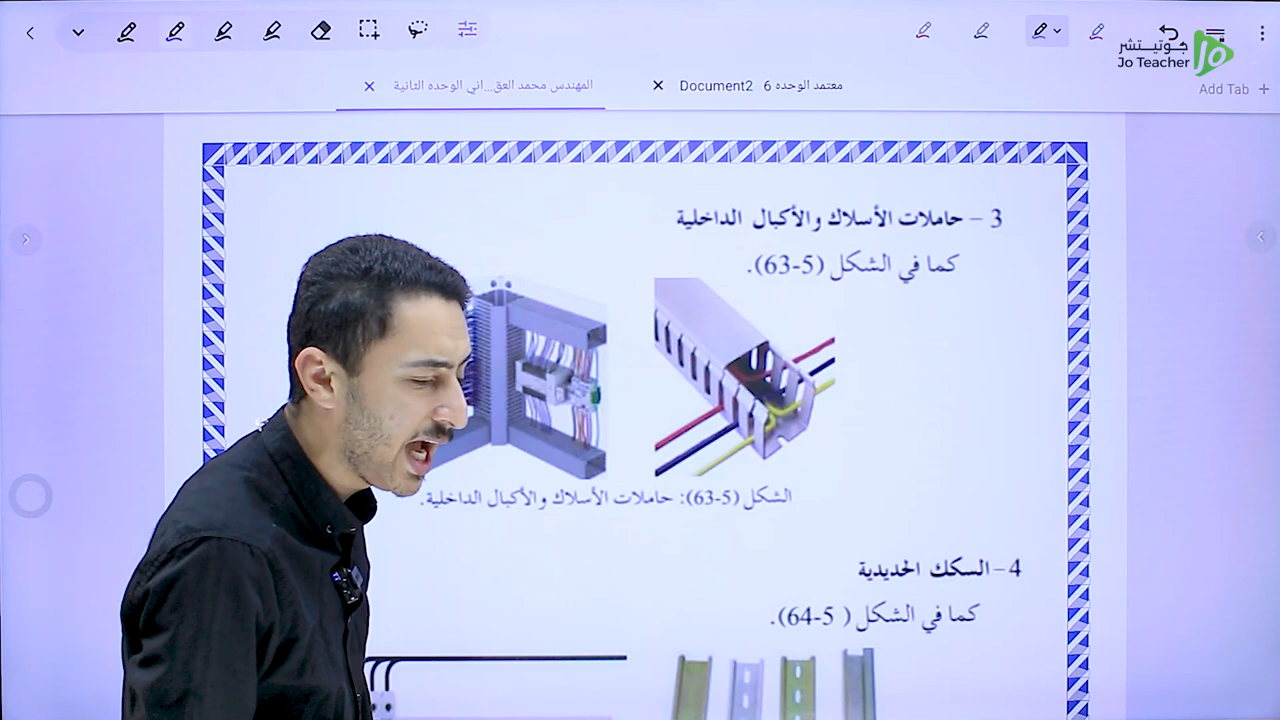 جوتيـتشر
Jo Teacher
المهندس محمد العق...اني الوحده الثانية
Document2 معتمد الوحده 6
Add Tab
3 – حاملات الأسلاك والأكبال الداخلية
كما في الشكل (5-63).
الشكل (5-63): حاملات الأسلاك والأكبال الداخلية.
4 – السكك الحديدية
كما في الشكل ( 5-64).